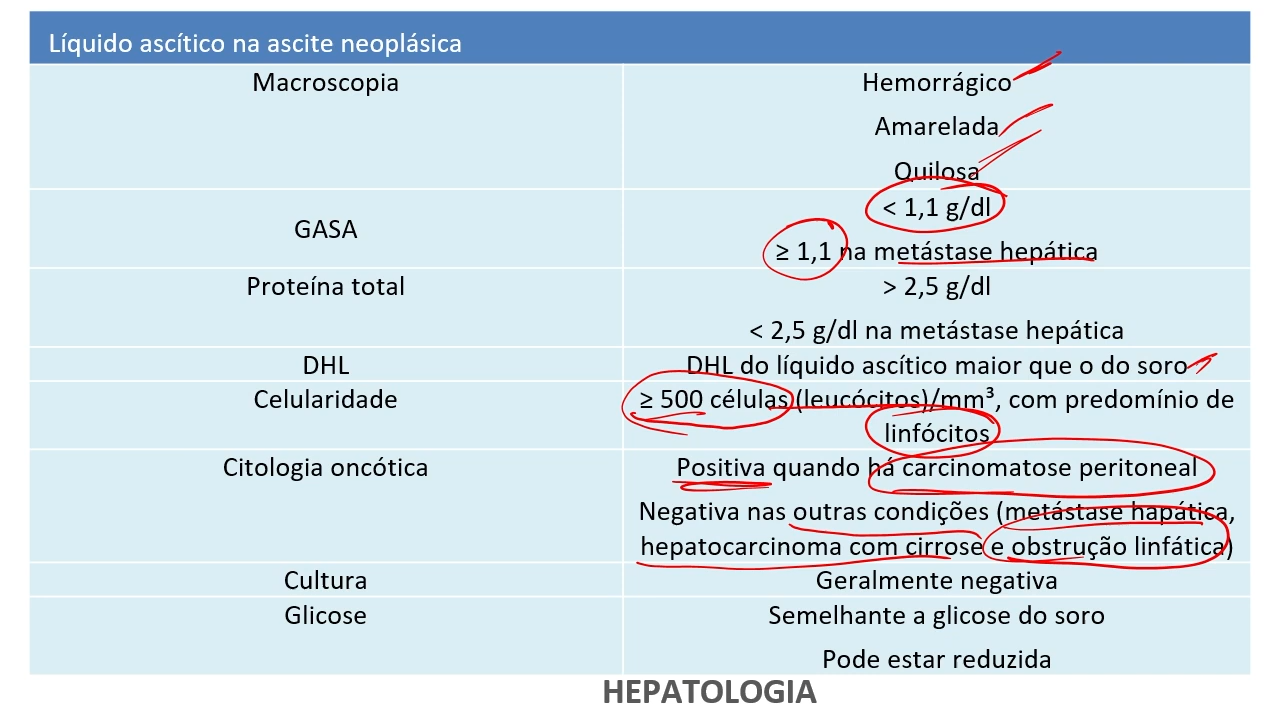 Líquido ascítico na ascite neoplásica
Macroscopia
Hemorrágico
Amarelada
Quilosa
GASA
< 1,1 g/dl
≥ 1,1 na metástase hepática
Proteína total
> 2,5 g/dl
< 2,5 g/dl na metástase hepática
DHL
DHL do líquido ascítico maior que o do soro
Celularidade
≥ 500 células (leucócitos)/mm³, com predomínio de
linfócitos
Citologia oncótica
Positiva quando há carcinomatose peritoneal
Negativa nas outras condições (metástase hapática,
hepatocarcinoma com cirrose e obstrução linfática)
Cultura
Geralmente negativa
Glicose
Semelhante a glicose do soro
Pode estar reduzida
HEPATOLOGIA